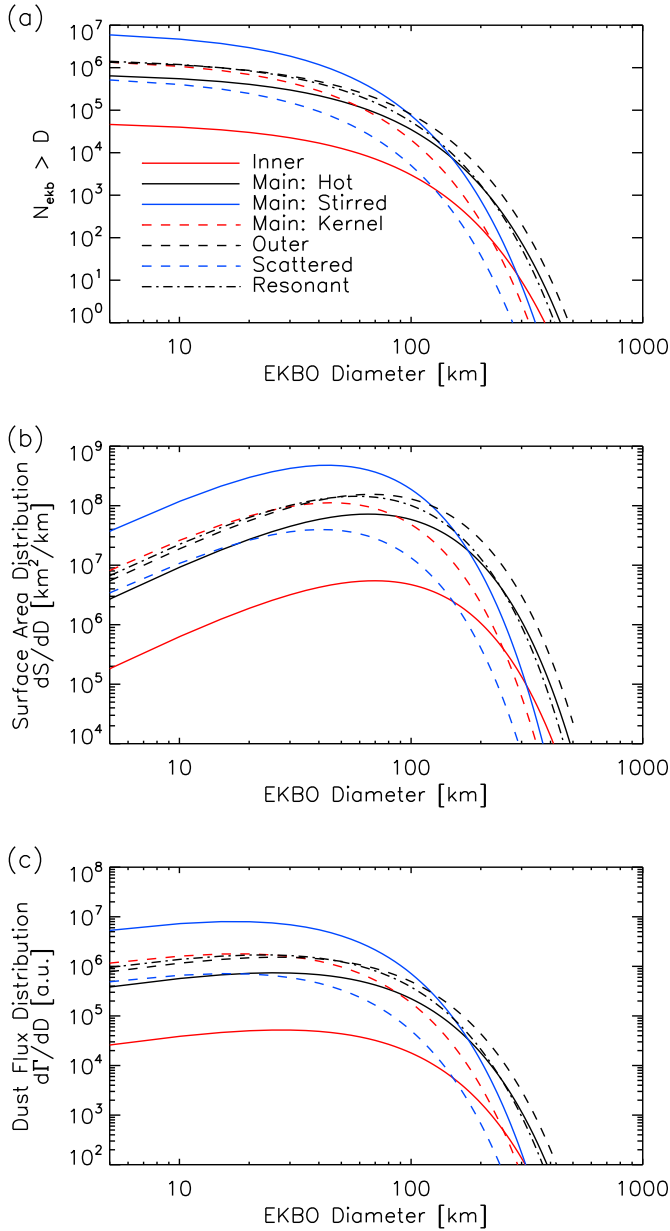 (a)
10^7
10^6
10^5
10^4
10^3
10^2
10^1
10^0
N_ekb > D
Inner
Main: Hot
Main: Stirred
Main: Kernel
Outer
Scattered
Resonant
10 100 1000
EKBO Diameter [km]
(b)
10^9
10^8
10^7
10^6
10^5
10^4
Surface Area Distribution
dS/dD [km^2/km]
10 100 1000
EKBO Diameter [km]
(c)
10^8
10^7
10^6
10^5
10^4
10^3
10^2
Dust Flux Distribution
dΓ/dD [a.u.]
10 100 1000
EKBO Diameter [km]